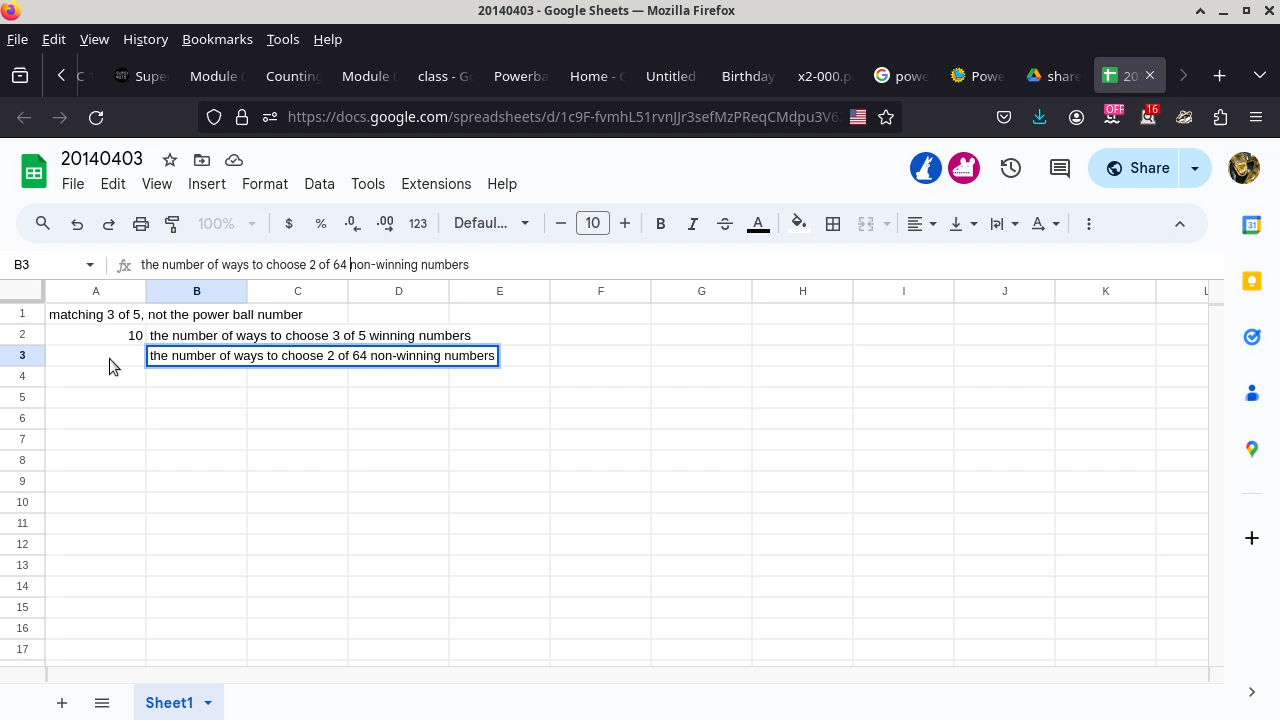 20140403 - Google Sheets — Mozilla Firefox
File Edit View History Bookmarks Tools Help
C Supe Module Counting Module class - G Powerba Home - Untitled Birthday x2-000.p powe Powe share 20
https://docs.google.com/spreadsheets/d/1c9F-fvmhL51rvnJJr3sefMzPReqCMdpu3V6 OFF 16
20140403
File Edit View Insert Format Data Tools Extensions Help
Share
100% $ % .0 .00 123 Defaul... 10 B I S A
B3 fx the number of ways to choose 2 of 64 non-winning numbers
A B C D E F G H I J K L
1 matching 3 of 5, not the power ball number
2 10 the number of ways to choose 3 of 5 winning numbers
3 the number of ways to choose 2 of 64 non-winning numbers
4
5
6
7
8
9
10
11
12
13
14
15
16
17
Sheet1
31